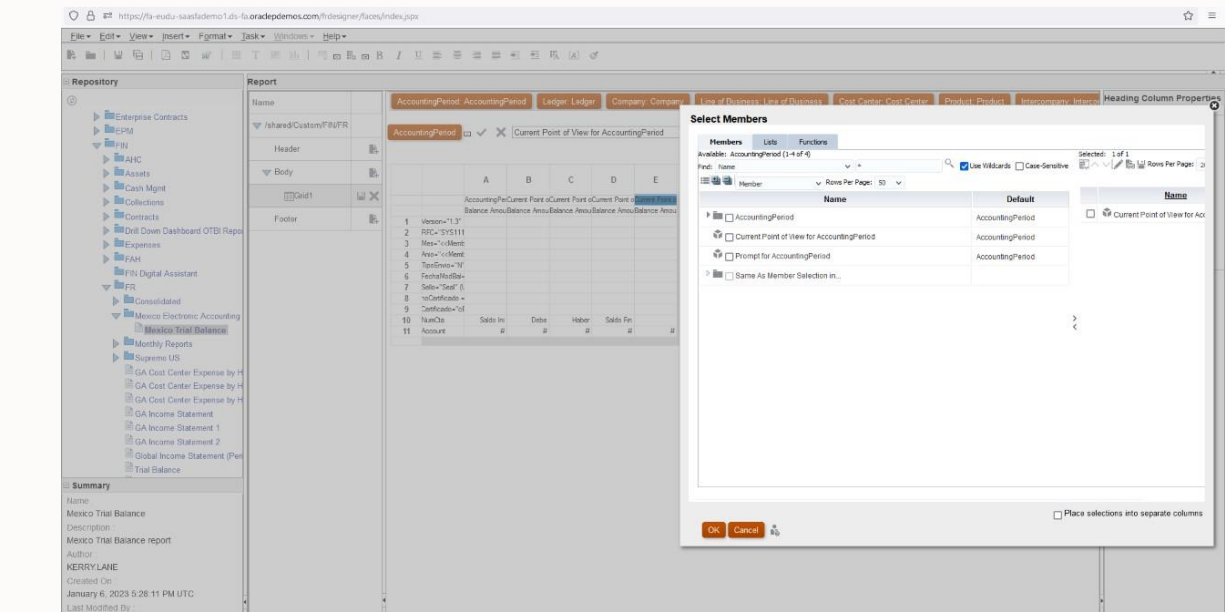 https://fa-eudu-saasfademo1.ds-fa.oraclepdemos.com/frdesigner/faces/index.jspx
File Edit View Insert Format Task Windows Help
Repository
Enterprise Contracts
EPM
FIN
AHC
Assets
Cash Mgmt
Collections
Contracts
Drill Down Dashboard OTBI Repo
Expenses
FAH
FIN Digital Assistant
FR
Consolidated
Mexico Electronic Accounting
Mexico Trial Balance
Monthly Reports
Supremo US
GA Cost Center Expense by H
GA Cost Center Expense by H
GA Cost Center Expense by H
GA Income Statement
GA Income Statement 1
GA Income Statement 2
Global Income Statement (Peri
Trial Balance
Summary
Name:
Mexico Trial Balance
Description :
Mexico Trial Balance report
Author :
KERRY.LANE
Created On :
January 6, 2023 5:28:11 PM UTC
Last Modified By :
Report
Name
/shared/Custom/FIN/FR
Header
Body
Grid1
Footer
AccountingPeriod: AccountingPeriod Ledger: Ledger Company: Company Line of Business: Line of Business Cost Center: Cost Center Product: Product Intercompany: Interco
AccountingPeriod Current Point of View for AccountingPeriod
A B C D E
1 Version="1.3"
2 RFC="SYS111
3 Mes="<<Memb
4 Anio="<<Memb
5 TipoEnvio="N"
6 FechaModBal=
7 Sello="Seal" (\
8 noCertificado =
9
10 NumCta Saldo Ini Debe Haber Saldo Fin
11 Account # # # # #
Heading Column Properties
Select Members
Members Lists Functions
Available: AccountingPeriod (1-4 of 4)
Find: Name * Use Wildcards Case-Sensitive
Member Rows Per Page: 50
Name Default
AccountingPeriod AccountingPeriod
Current Point of View for AccountingPeriod AccountingPeriod
Prompt for AccountingPeriod AccountingPeriod
Same As Member Selection in...
Selected: 1 of 1
Rows Per Page:
Name
Current Point of View for Acc
Place selections into separate columns
OK Cancel